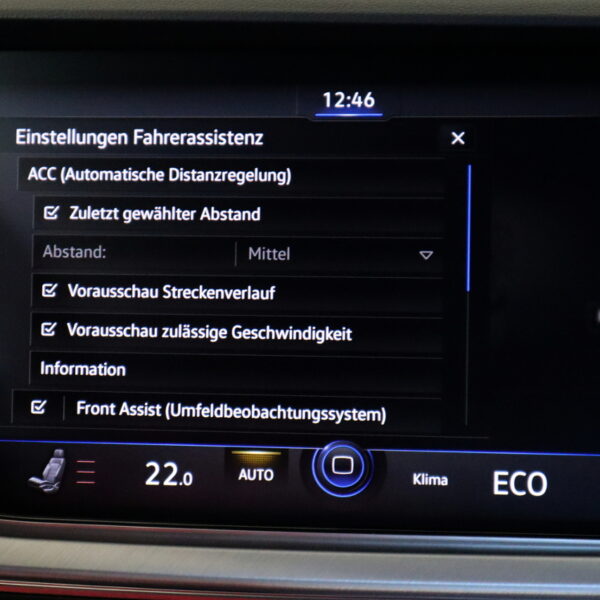 12:46
Einstellungen Fahrerassistenz
ACC (Automatische Distanzregelung)
Zuletzt gewählter Abstand
Abstand: Mittel
Vorausschau Streckenverlauf
Vorausschau zulässige Geschwindigkeit
Information
Front Assist (Umfeldbeobachtungssystem)
22.0 AUTO Klima ECO